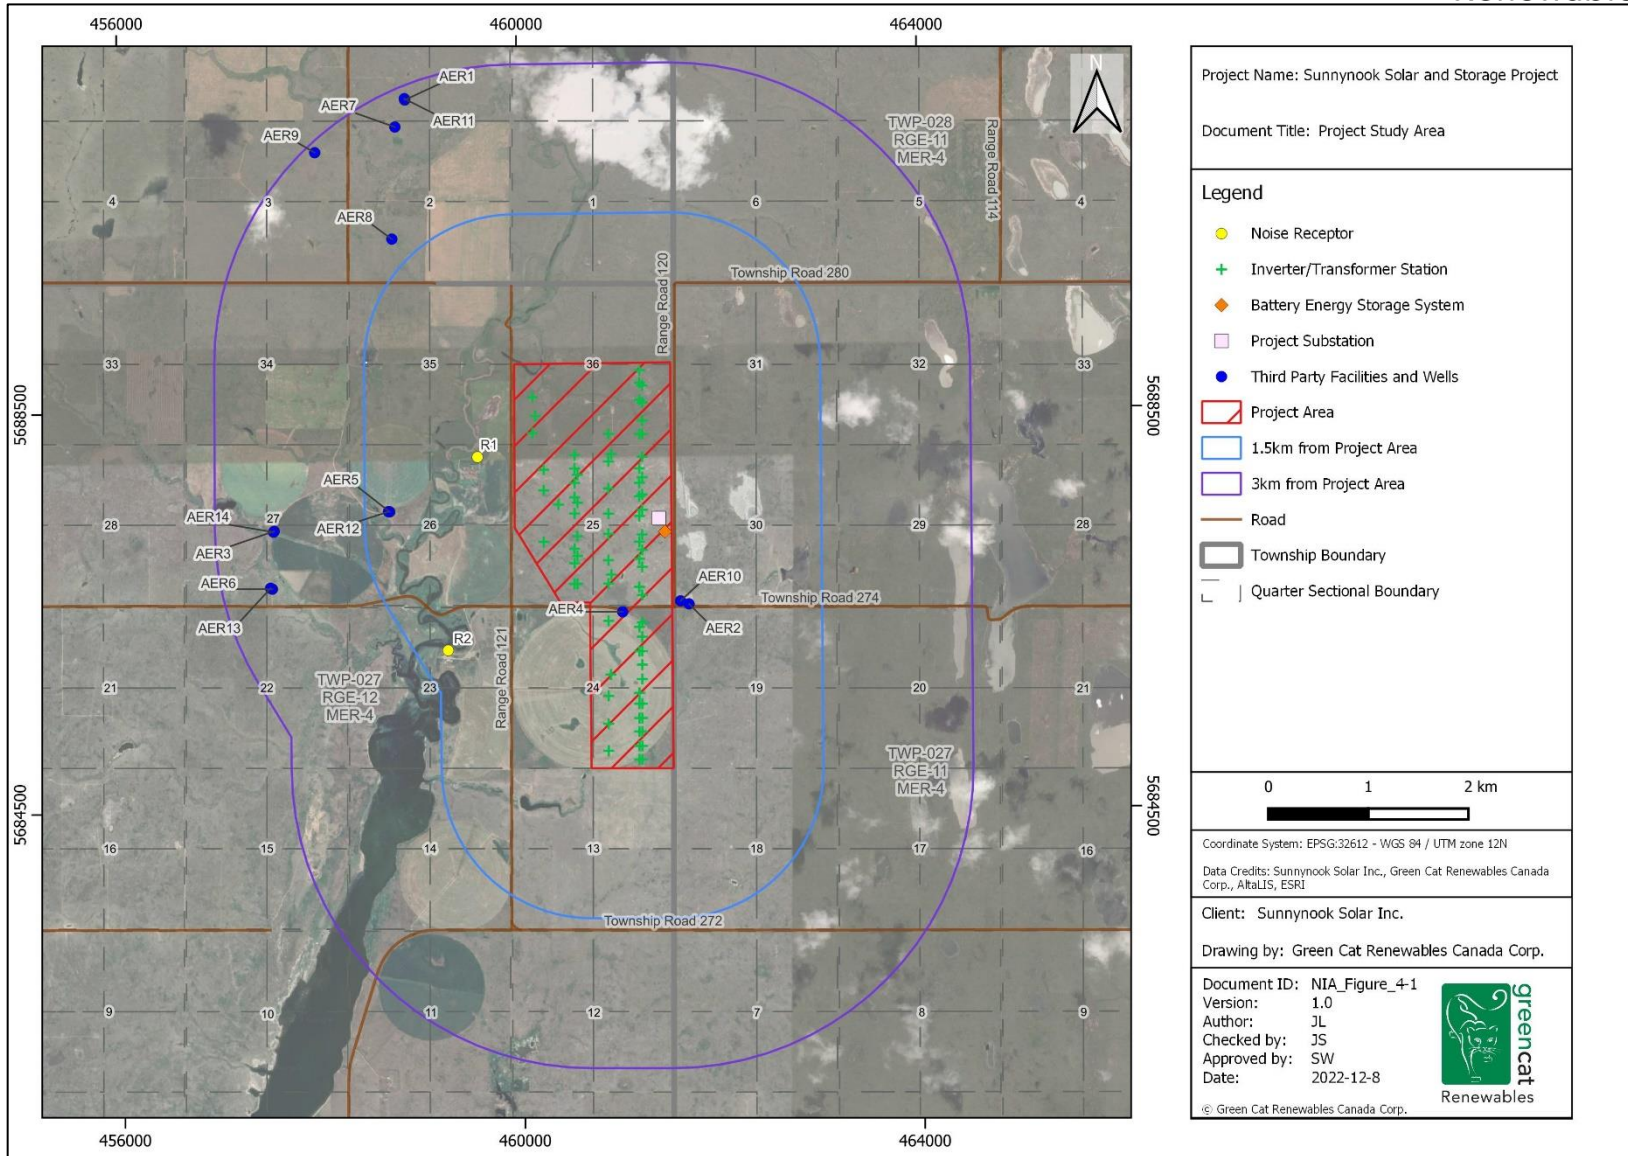 456000
460000
464000
AER1
AER7
AER11
AER9
TWP-028
RGE-11
MER-4
Range Road 114
4
3
2
1
6
5
4
AER8
Range Road 120
Township Road 280
33
34
35
36
31
32
33
5688500
5688500
R1
AER5
AER14
27
AER12
28
26
25
30
29
28
AER3
AER6
AER10
AER4
Township Road 274
AER13
AER2
R2
Range Road 121
TWP-027
RGE-12
MER-4
21
22
23
24
19
20
21
TWP-027
RGE-11
MER-4
5684500
5684500
16
15
14
13
18
17
16
Township Road 272
9
10
11
12
7
8
9
456000
460000
464000
N
Project Name: Sunnynook Solar and Storage Project
Document Title: Project Study Area
Legend
Noise Receptor
Inverter/Transformer Station
Battery Energy Storage System
Project Substation
Third Party Facilities and Wells
Project Area
1.5km from Project Area
3km from Project Area
Road
Township Boundary
Quarter Sectional Boundary
0 1 2 km
Coordinate System: EPSG:32612 - WGS 84 / UTM zone 12N
Data Credits: Sunnynook Solar Inc., Green Cat Renewables Canada
Corp., AltaLIS, ESRI
Client: Sunnynook Solar Inc.
Drawing by: Green Cat Renewables Canada Corp.
Document ID: NIA_Figure_4-1
Version: 1.0
Author: JL
Checked by: JS
Approved by: SW
Date: 2022-12-8
© Green Cat Renewables Canada Corp.
greencat
Renewables